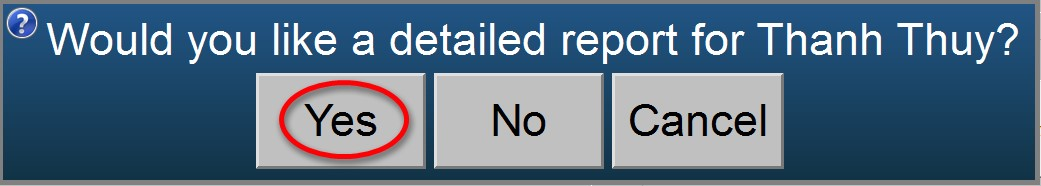 Would you like a detailed report for Thanh Thuy?
Yes No Cancel